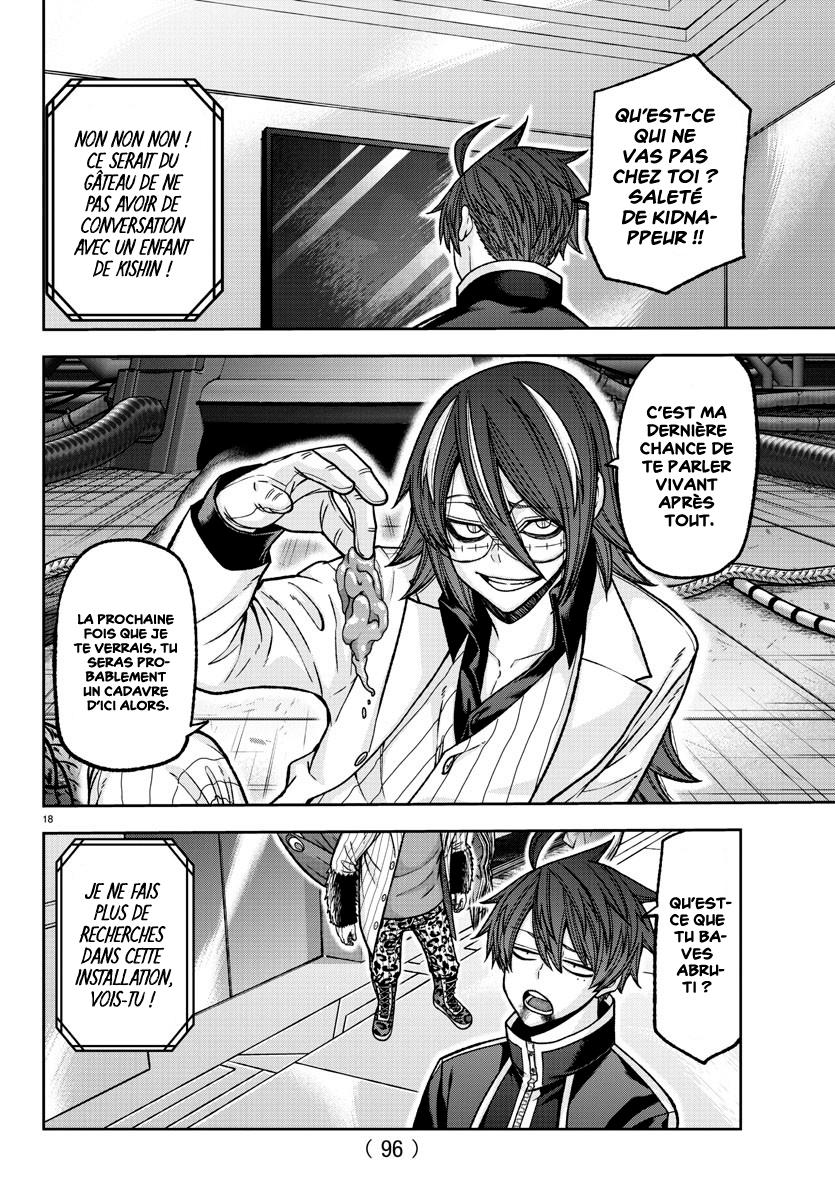 QU'EST-CE
QUI NE
VAS PAS
CHEZ TOI ?
SALETÉ
DE KIDNA-
PPEUR !!
NON NON NON !
CE SERAIT DU
GÂTEAU DE NE
PAS AVOIR DE
CONVERSATION
AVEC UN ENFANT
DE KISHIN !
C'EST MA
DERNIÈRE
CHANCE DE
TE PARLER
VIVANT
APRÈS
TOUT.
LA PROCHAINE
FOIS QUE JE
TE VERRAIS, TU
SERAS PRO-
BABLEMENT
UN CADAVRE
D'ICI ALORS.
18
QU'EST-
CE QUE
TU BA-
VES
ABRU-
TI ?
JE NE FAIS
PLUS DE
RECHERCHES
DANS CETTE
INSTALLATION,
VOIS-TU !
( 96 )